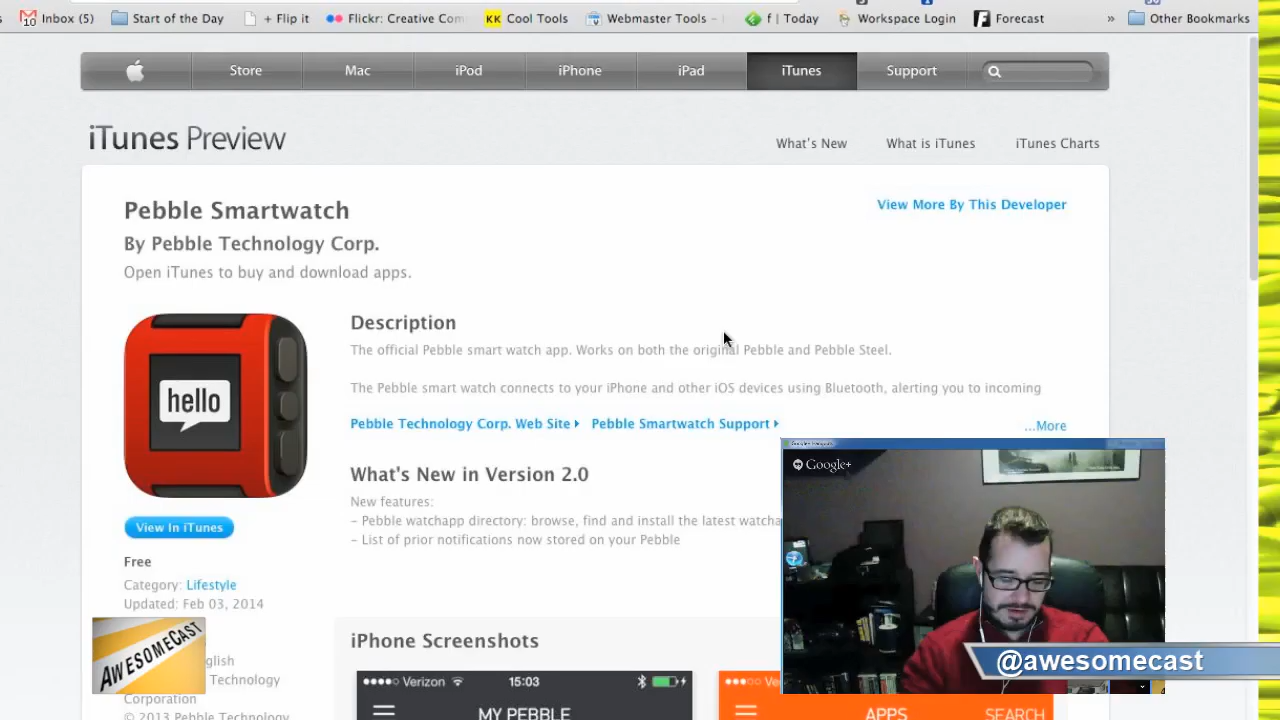 10
Inbox (5)
Start of the Day
+ Flip it
Flickr: Creative Com
KK Cool Tools
Webmaster Tools –
f | Today
Workspace Login
F Forecast
»
Other Bookmarks
Store
Mac
iPod
iPhone
iPad
iTunes
Support
iTunes Preview
What's New
What is iTunes
iTunes Charts
Pebble Smartwatch
View More By This Developer
By Pebble Technology Corp.
Open iTunes to buy and download apps.
hello
Description
The official Pebble smart watch app. Works on both the original Pebble and Pebble Steel.
The Pebble smart watch connects to your iPhone and other iOS devices using Bluetooth, alerting you to incoming
Pebble Technology Corp. Web Site
Pebble Smartwatch Support
...More
What's New in Version 2.0
New features:
– Pebble watchapp directory: browse, find and install the latest watcha
– List of prior notifications now stored on your Pebble
View In iTunes
Free
Category: Lifestyle
Updated: Feb 03, 2014
AWESOMECAST
glish
Technology
Corporation
© 2013 Pebble Technology
iPhone Screenshots
Verizon
15:03
MY PEBBLE
Ve
APPS
SEARCH
Google+
@awesomecast